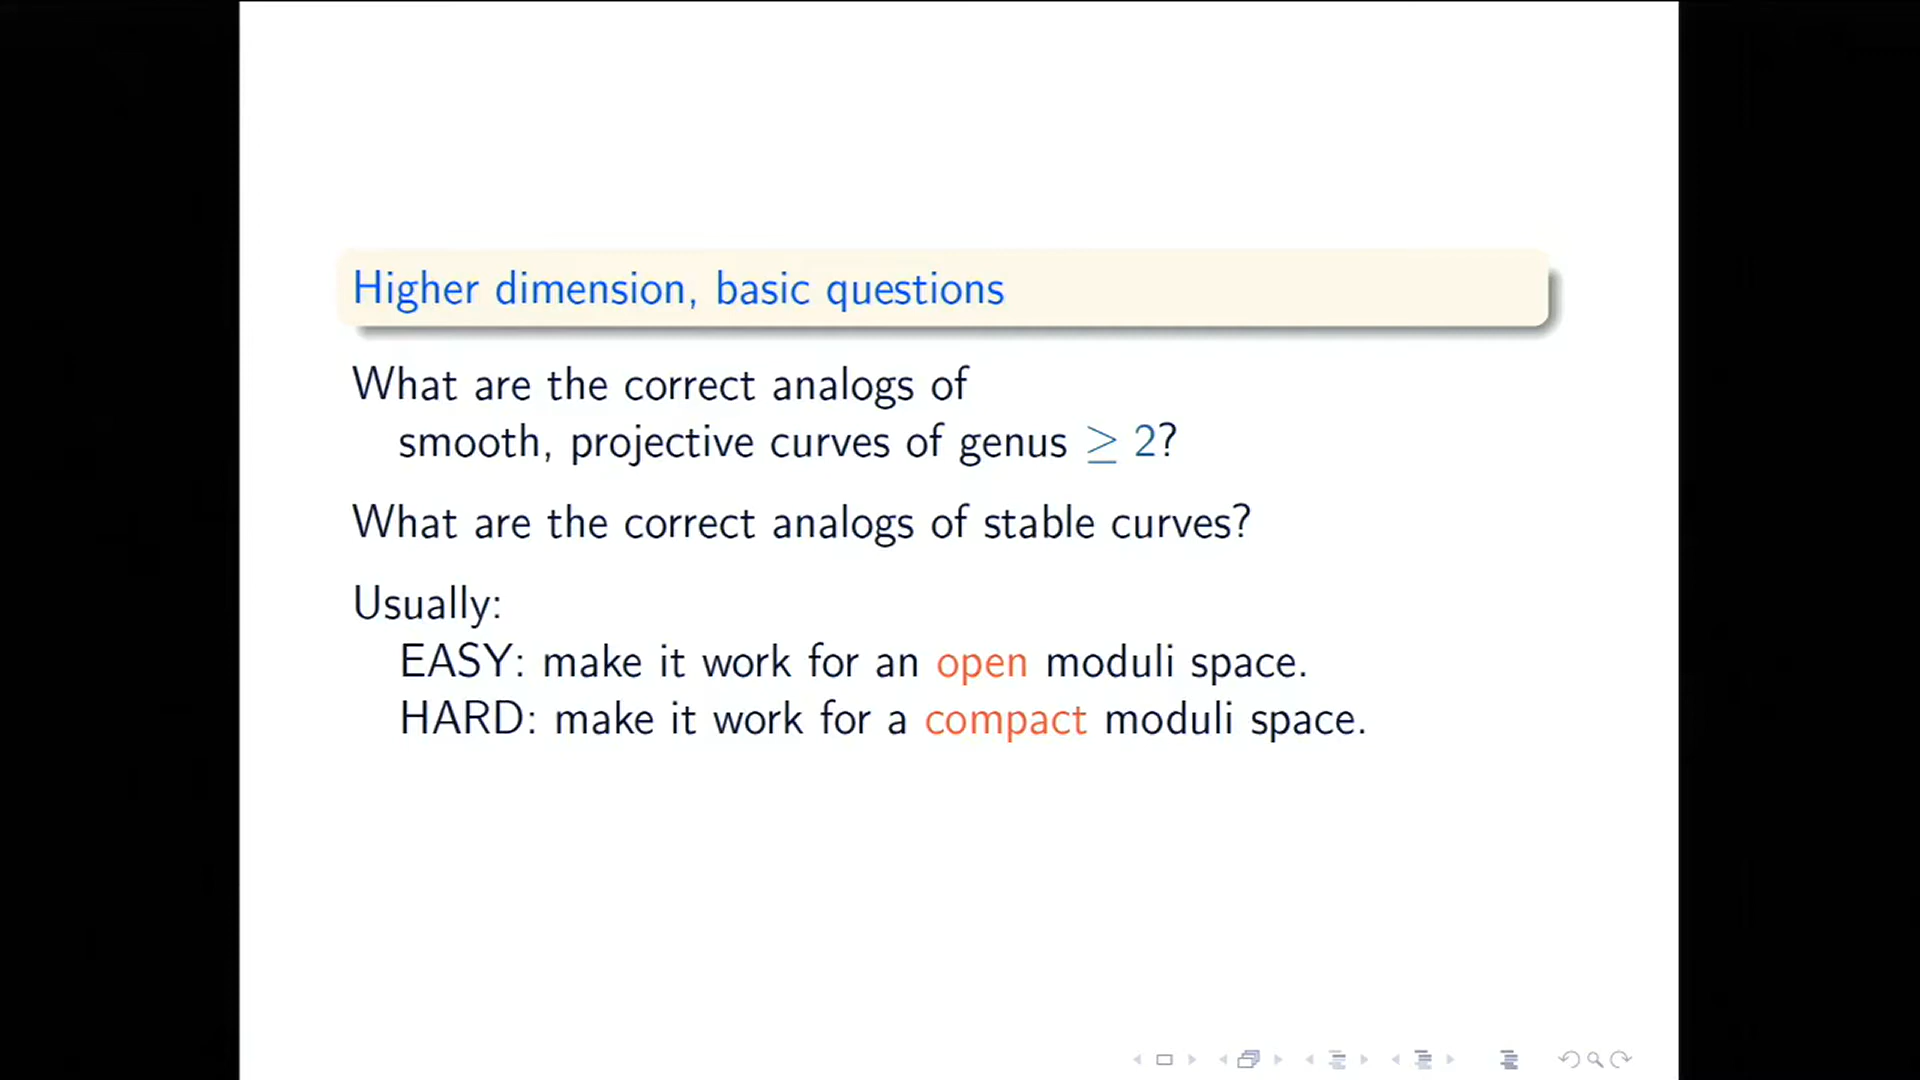 Higher dimension, basic questions
What are the correct analogs of
smooth, projective curves of genus ≥ 2?
What are the correct analogs of stable curves?
Usually:
EASY: make it work for an open moduli space.
HARD: make it work for a compact moduli space.